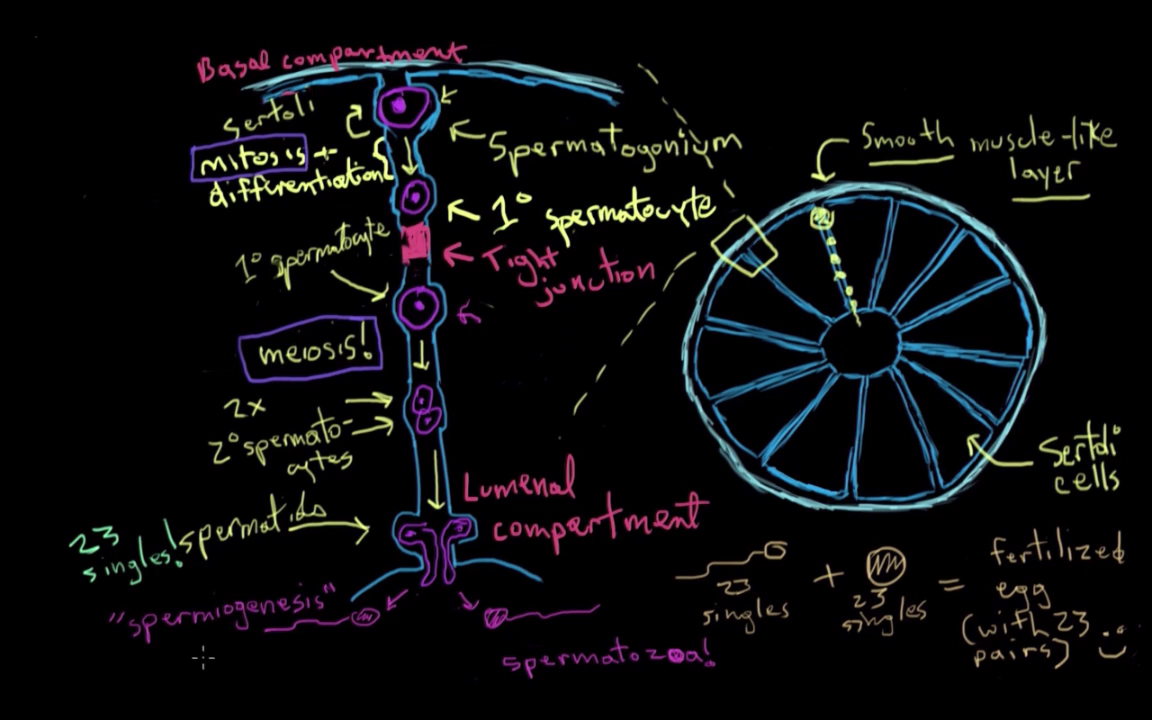 Basal compartment
Sertoli
mitosis +
differentiation
Spermatogonium
1° spermatocyte
Tight
junction
1° spermatocyte
meiosis!
2x
2° spermato-
cytes
Lumenal
compartment
23
singles!
spermatids
"spermiogenesis"
spermatozoa!
Smooth muscle-like
layer
Sertoli
cells
23
singles
+
23
singles
=
fertilized
egg
(with 23
pairs)